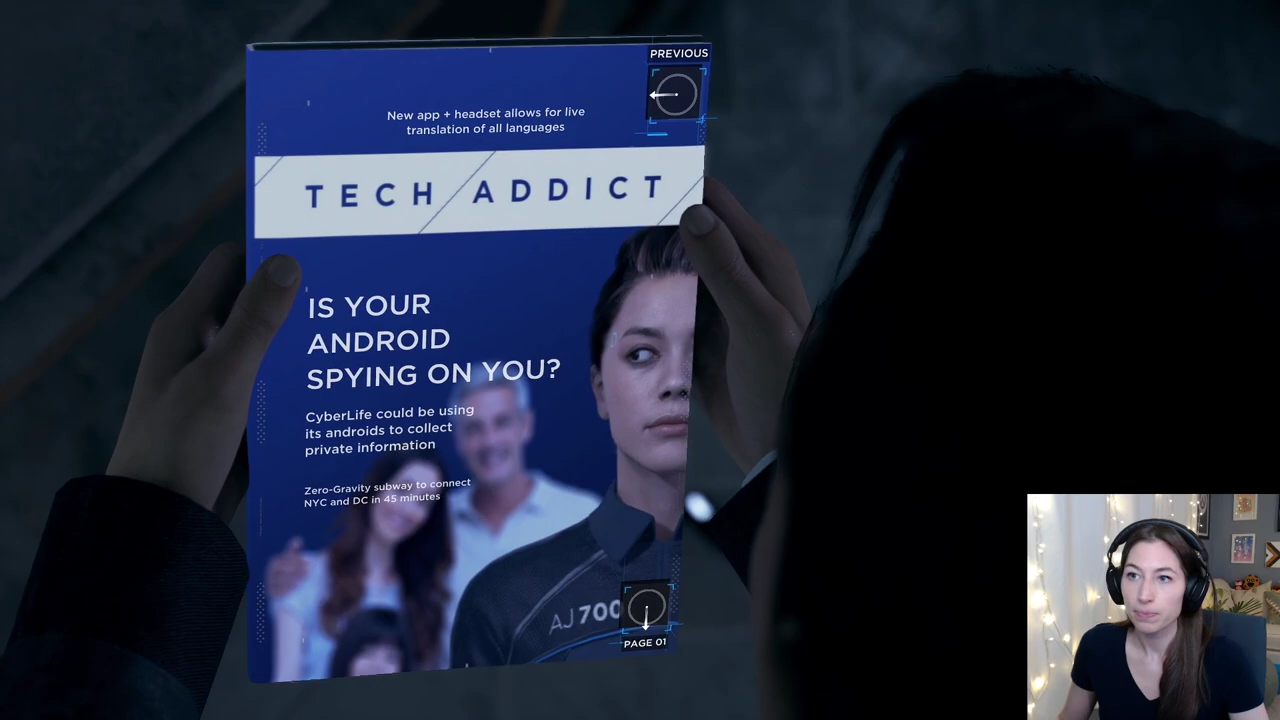 PREVIOUS
New app + headset allows for live
translation of all languages
TECH ADDICT
IS YOUR
ANDROID
SPYING ON YOU?
CyberLife could be using
its androids to collect
private information
Zero-Gravity subway to connect
NYC and DC in 45 minutes
AJ 700
PAGE 01